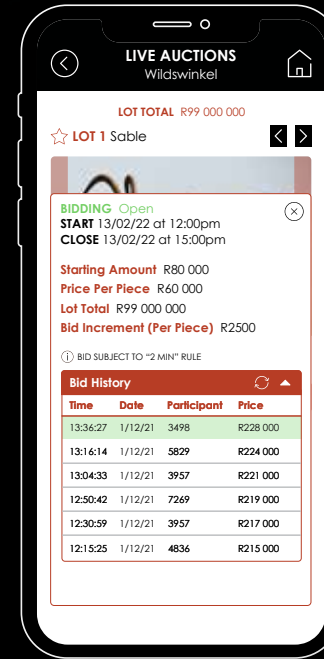 LIVE AUCTIONS
Wildswinkel
LOT TOTAL R99 000 000
LOT 1 Sable
BIDDING Open
START 13/02/22 at 12:00pm
CLOSE 13/02/22 at 15:00pm
Starting Amount R80 000
Price Per Piece R60 000
Lot Total R99 000 000
Bid Increment (Per Piece) R2500
BID SUBJECT TO “2 MIN” RULE
Bid History
Time Date Participant Price
13:36:27 1/12/21 3498 R228 000
13:16:14 1/12/21 5829 R224 000
13:04:33 1/12/21 3957 R221 000
12:50:42 1/12/21 7269 R219 000
12:30:59 1/12/21 3957 R217 000
12:15:25 1/12/21 4836 R215 000